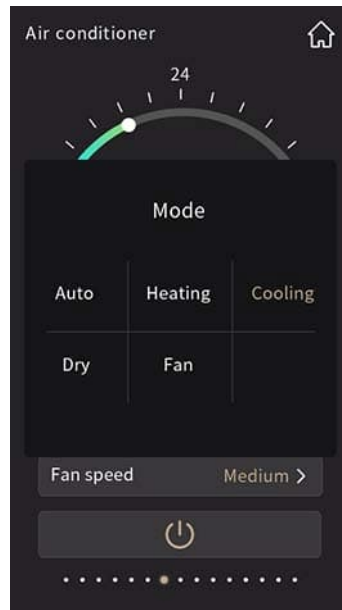 Air conditioner
24
Mode
Auto Heating Cooling
Dry Fan
Fan speed Medium >